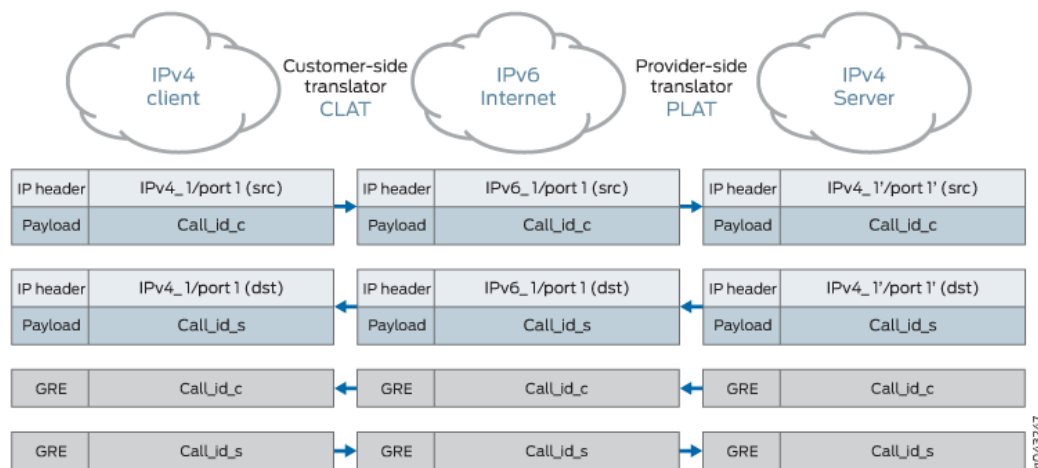 IPv4
client
Customer-side
translator
CLAT
IPv6
Internet
Provider-side
translator
PLAT
IPv4
Server
IP header IPv4_1/port 1 (src) IP header IPv6_1/port 1 (src) IP header IPv4_1'/port 1' (src)
Payload Call_id_c Payload Call_id_c Payload Call_id_c
IP header IPv4_1/port 1 (dst) IP header IPv6_1/port 1 (dst) IP header IPv4_1'/port 1' (dst)
Payload Call_id_s Payload Call_id_s Payload Call_id_s
GRE Call_id_c GRE Call_id_c GRE Call_id_c
GRE Call_id_s GRE Call_id_s GRE Call_id_s
g043247